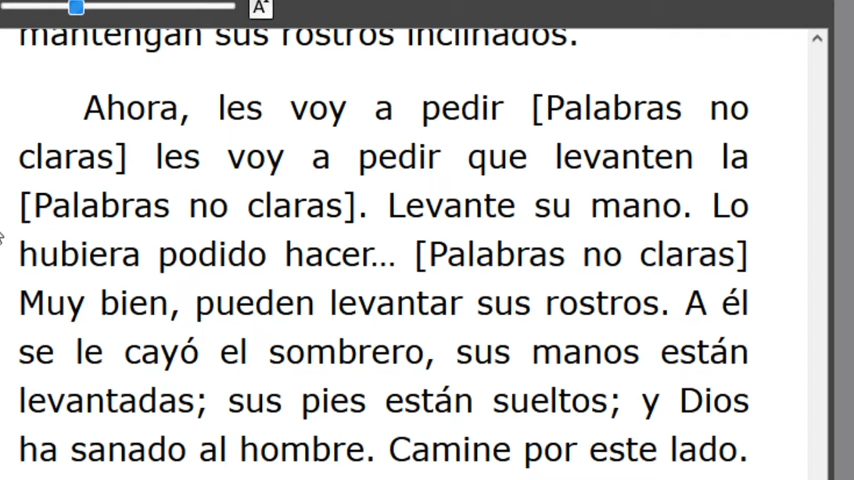 A
mantengan sus rostros inclinados.
Ahora, les voy a pedir [Palabras no
claras] les voy a pedir que levanten la
[Palabras no claras]. Levante su mano. Lo
hubiera podido hacer... [Palabras no claras]
Muy bien, pueden levantar sus rostros. A él
se le cayó el sombrero, sus manos están
levantadas; sus pies están sueltos; y Dios
ha sanado al hombre. Camine por este lado.